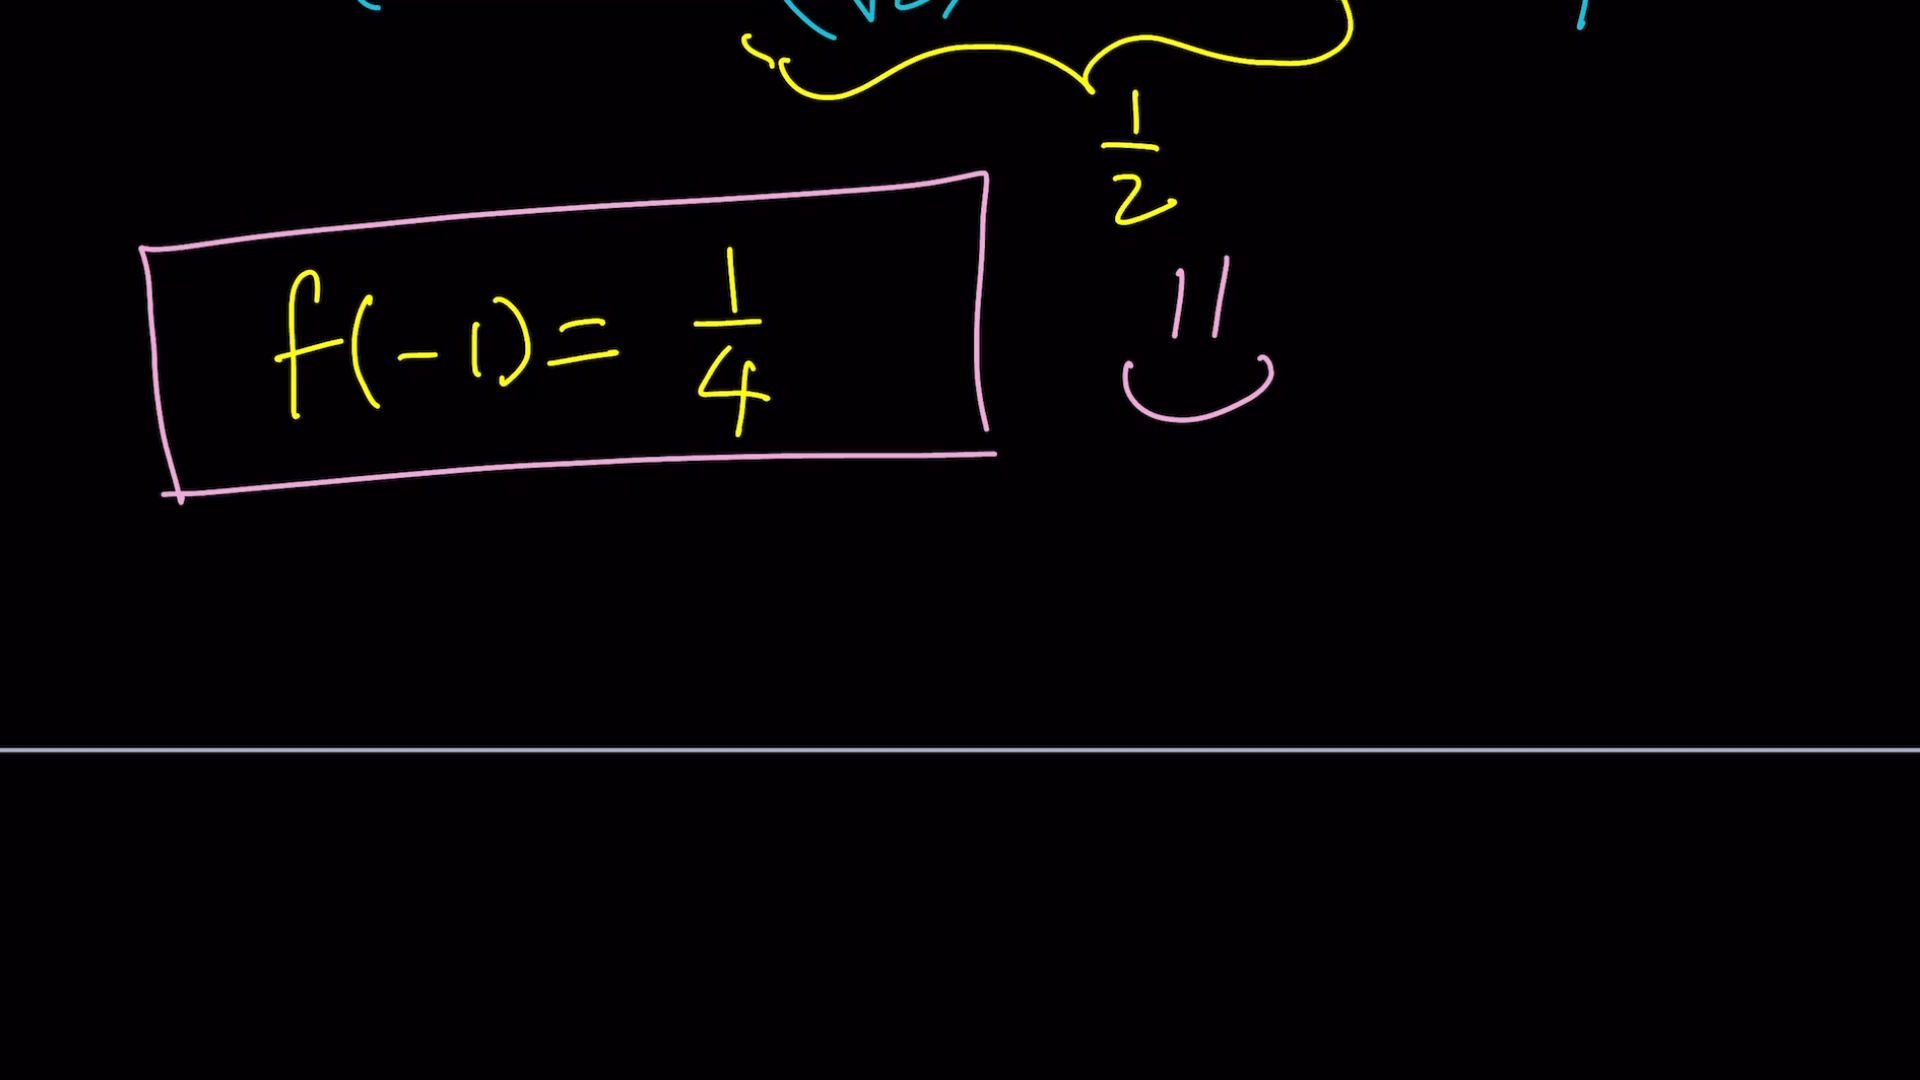 1/2
f(-1) = 1/4